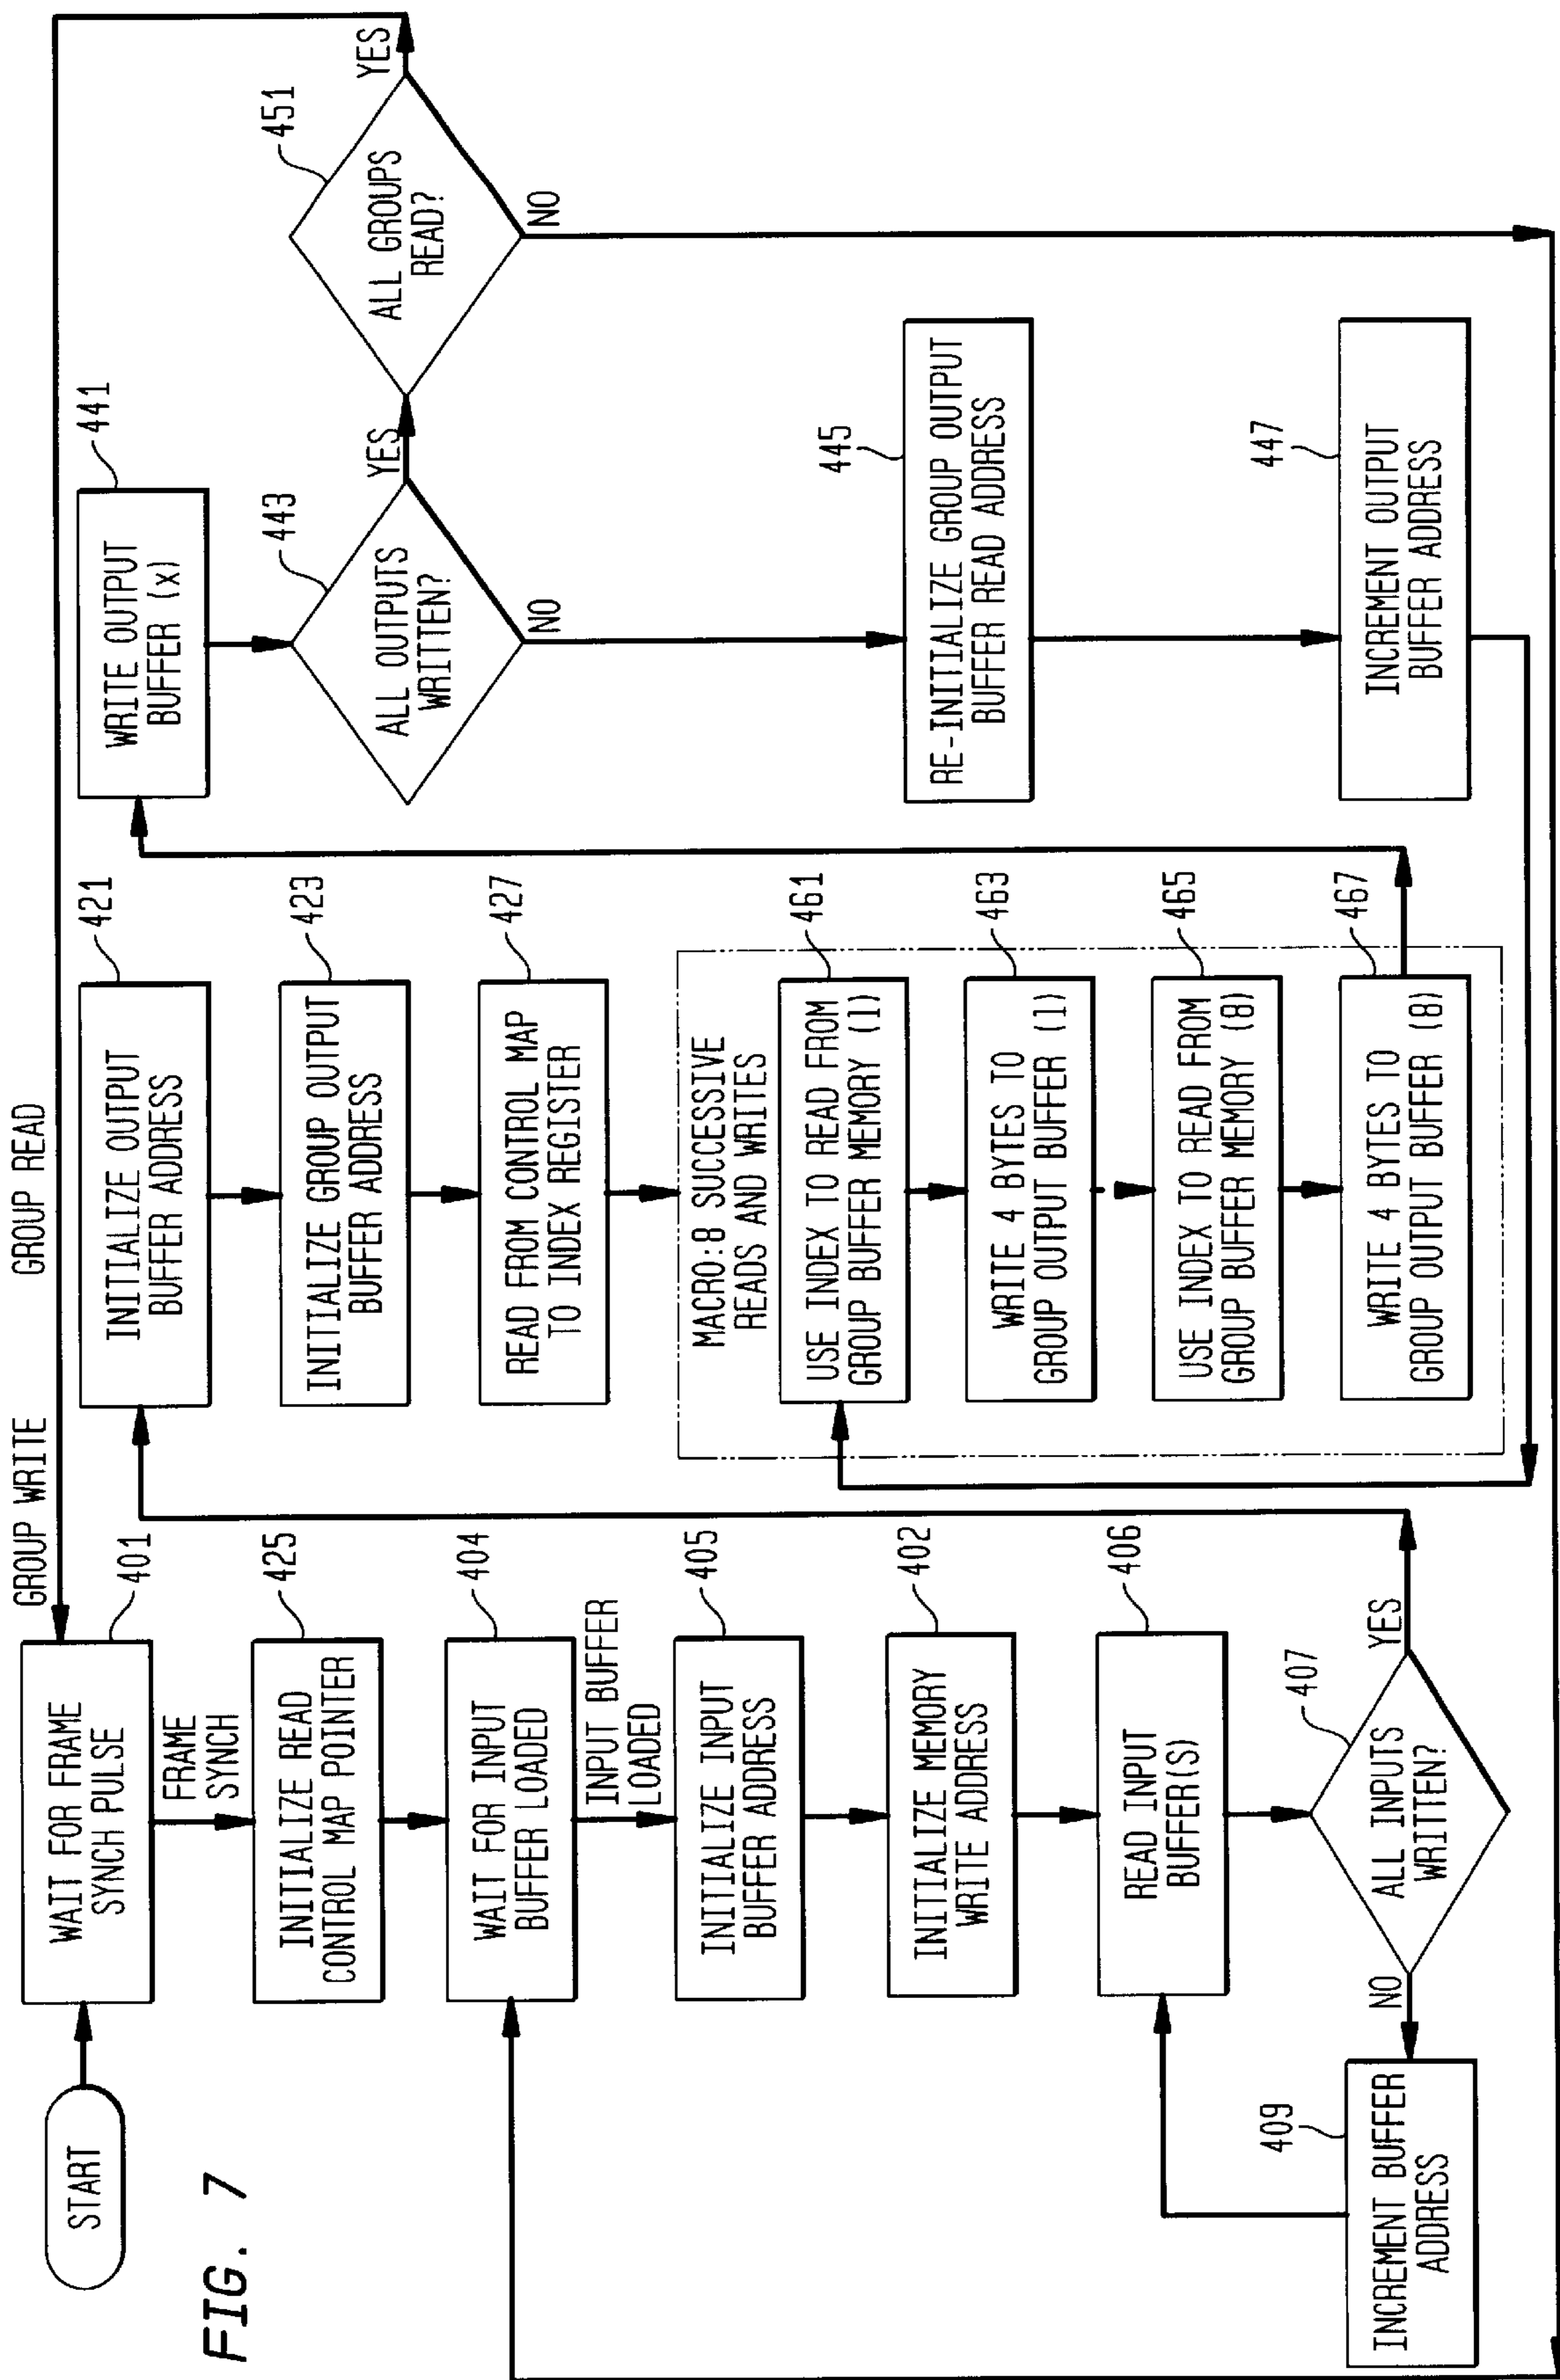 FIG. 7
START
GROUP WRITE
401
WAIT FOR FRAME
SYNCH PULSE
FRAME
SYNCH
425
INITIALIZE READ
CONTROL MAP POINTER
404
WAIT FOR INPUT
BUFFER LOADED
INPUT BUFFER
LOADED
405
INITIALIZE INPUT
BUFFER ADDRESS
402
INITIALIZE MEMORY
WRITE ADDRESS
406
READ INPUT
BUFFER(S)
407
ALL INPUTS
WRITTEN?
YES
NO
409
INCREMENT BUFFER
ADDRESS
GROUP READ
421
INITIALIZE OUTPUT
BUFFER ADDRESS
423
INITIALIZE GROUP OUTPUT
BUFFER ADDRESS
427
READ FROM CONTROL MAP
TO INDEX REGISTER
MACRO:8 SUCCESSIVE
READS AND WRITES
461
USE INDEX TO READ FROM
GROUP BUFFER MEMORY (1)
463
WRITE 4 BYTES TO
GROUP OUTPUT BUFFER (1)
465
USE INDEX TO READ FROM
GROUP BUFFER MEMORY (8)
467
WRITE 4 BYTES TO
GROUP OUTPUT BUFFER (8)
441
WRITE OUTPUT
BUFFER (x)
443
ALL OUTPUTS
WRITTEN?
YES
NO
451
ALL GROUPS
READ?
YES
NO
445
RE-INITIALIZE GROUP OUTPUT
BUFFER READ ADDRESS
447
INCREMENT OUTPUT
BUFFER ADDRESS